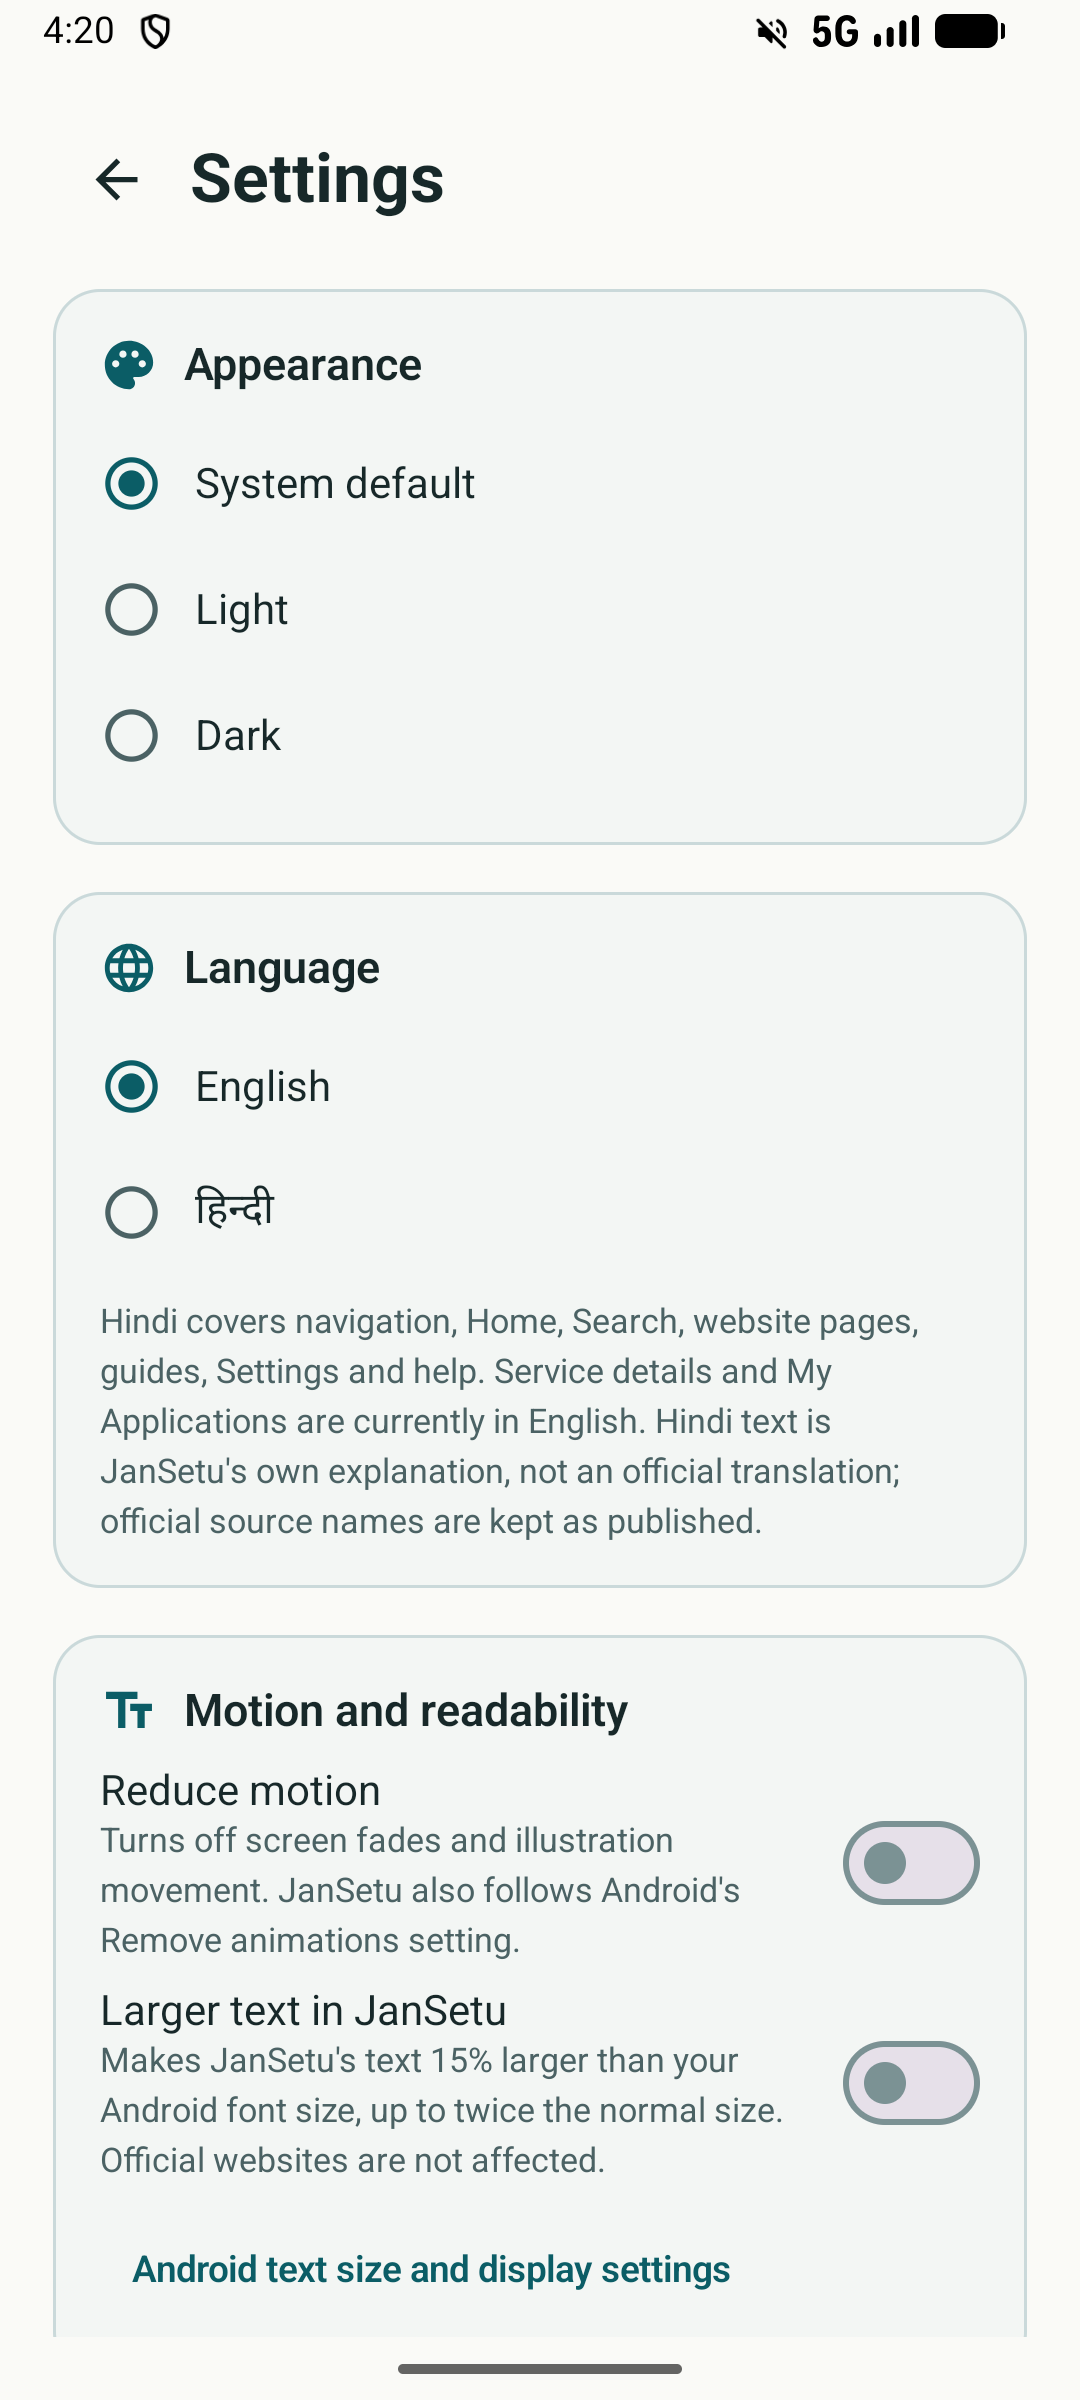 4:20
5G
Settings
Appearance
System default
Light
Dark
Language
English
हिन्दी
Hindi covers navigation, Home, Search, website pages,
guides, Settings and help. Service details and My
Applications are currently in English. Hindi text is
JanSetu's own explanation, not an official translation;
official source names are kept as published.
Motion and readability
Reduce motion
Turns off screen fades and illustration
movement. JanSetu also follows Android's
Remove animations setting.
Larger text in JanSetu
Makes JanSetu's text 15% larger than your
Android font size, up to twice the normal size.
Official websites are not affected.
Android text size and display settings